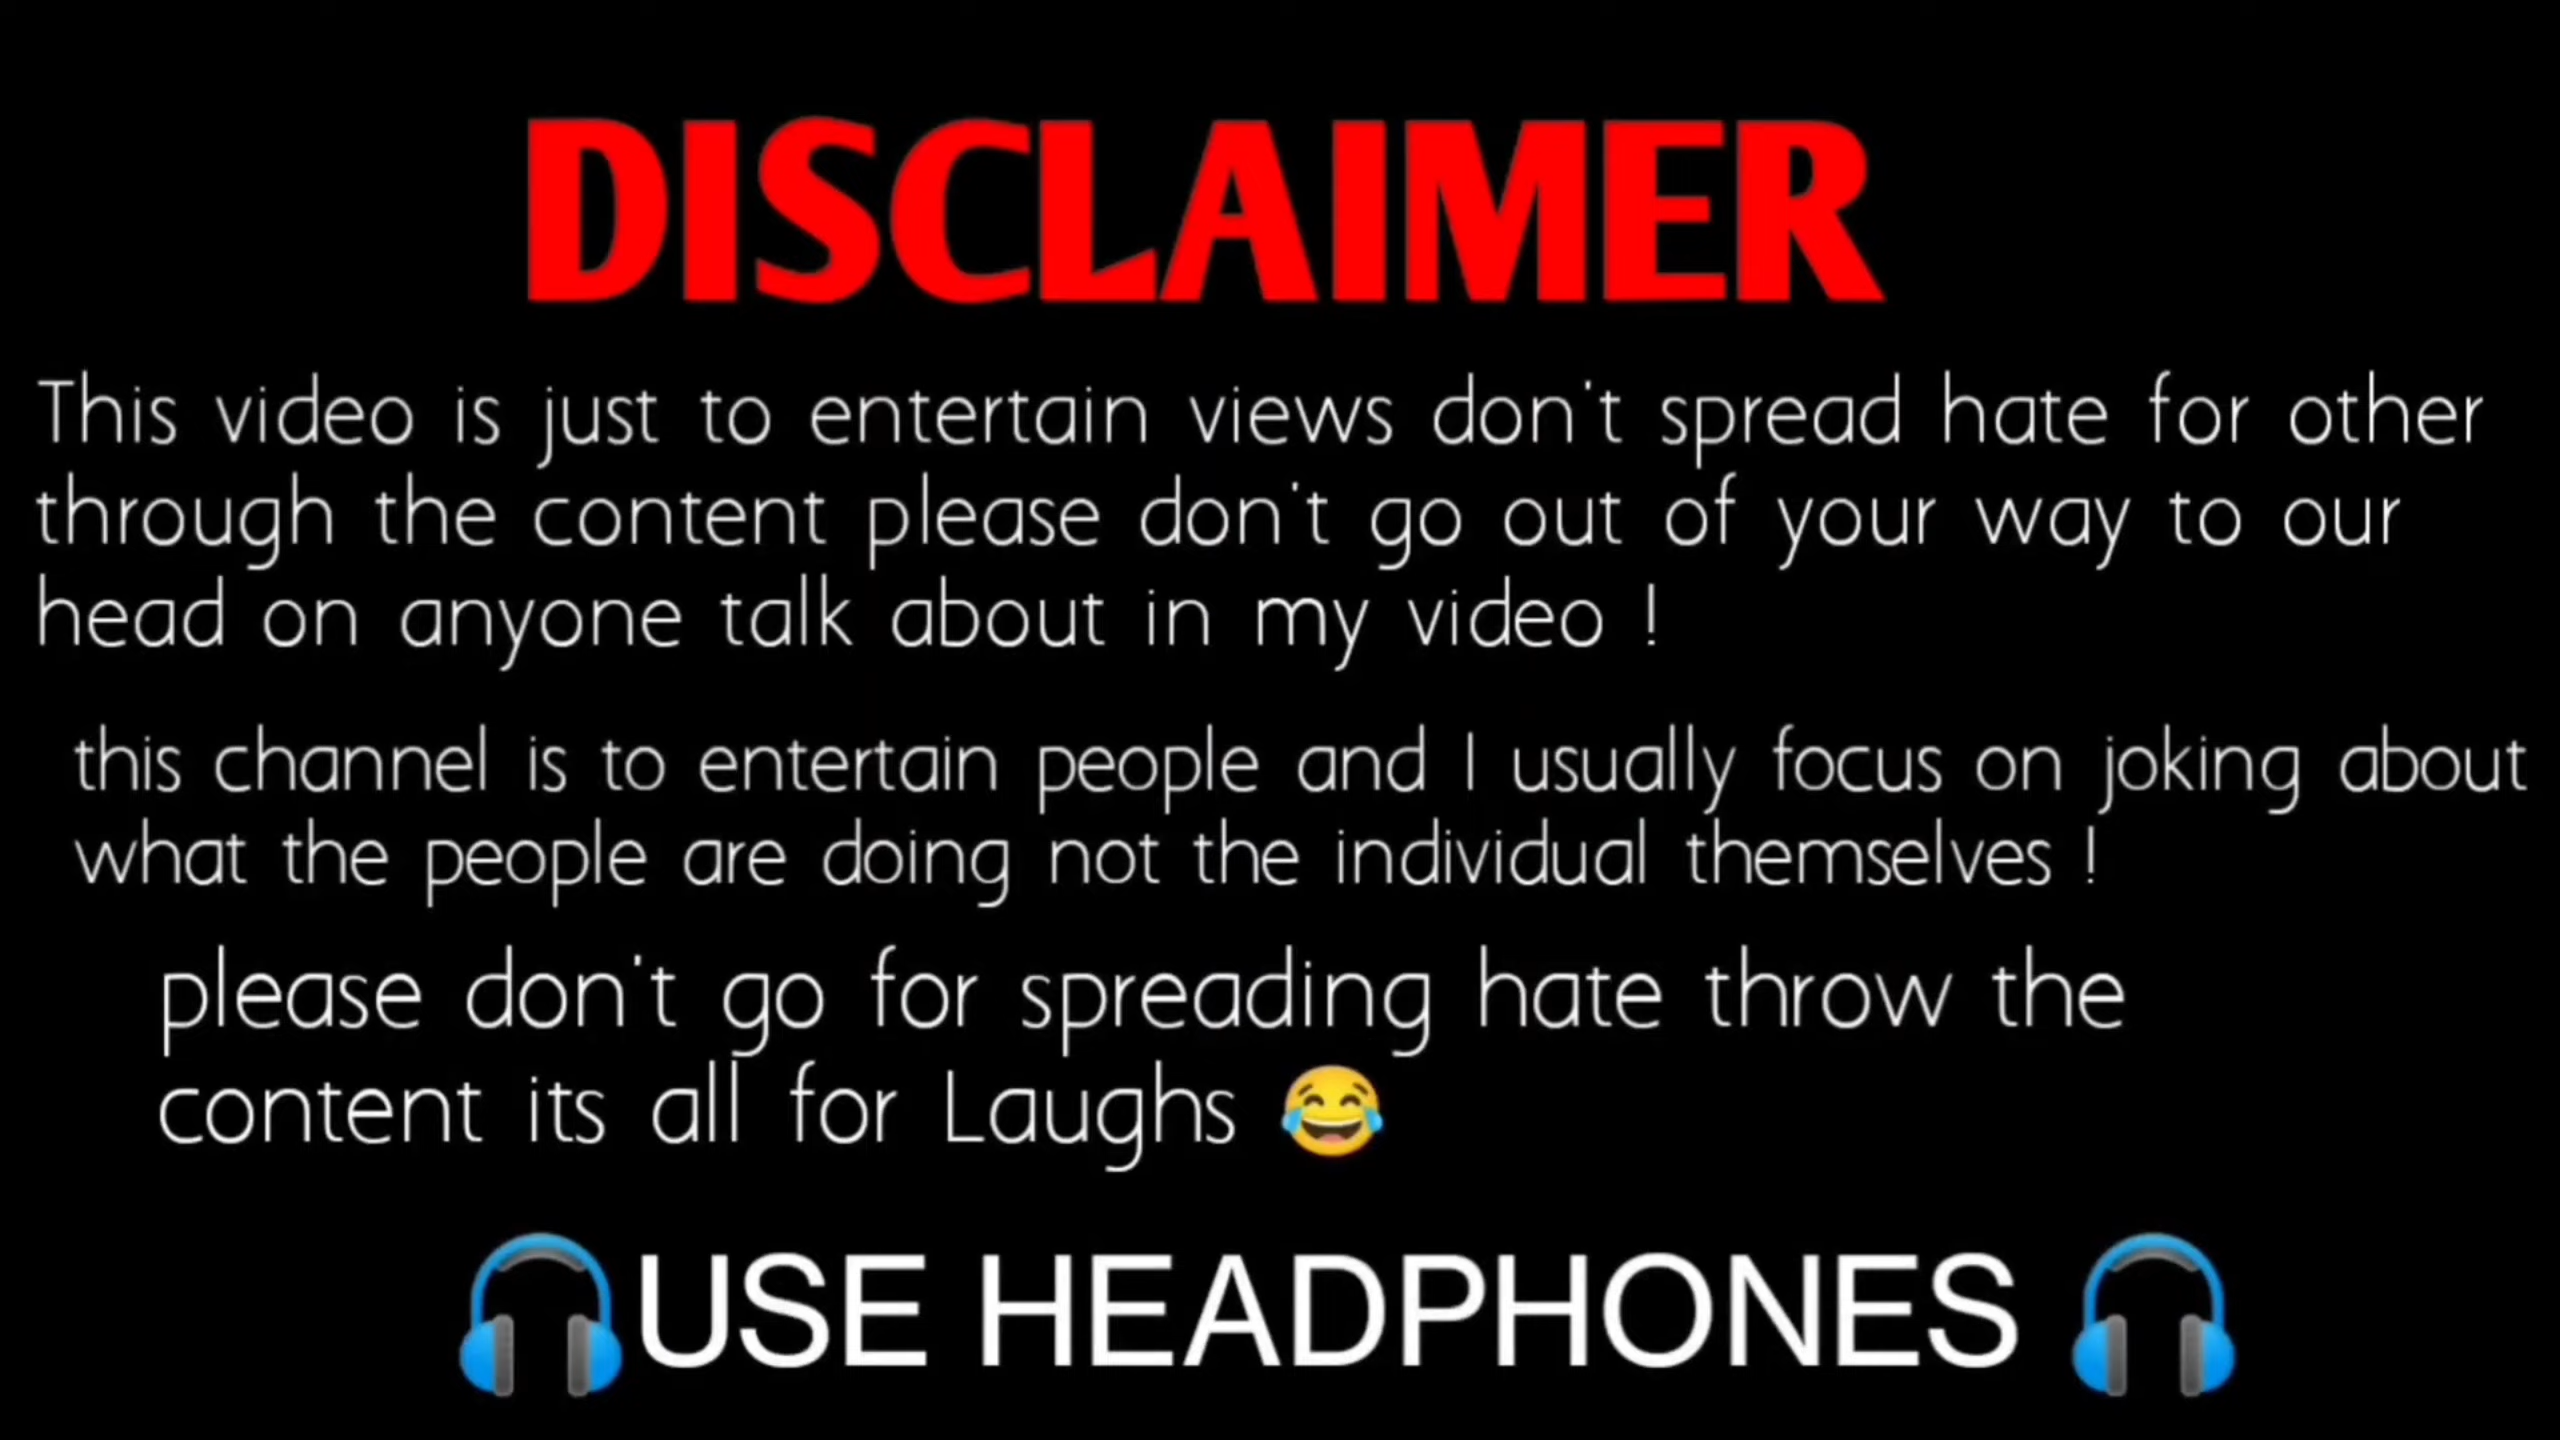 DISCLAIMER
This video is just to entertain views don't spread hate for other
through the content please don't go out of your way to our
head on anyone talk about in my video !
this channel is to entertain people and I usually focus on joking about
what the people are doing not the individual themselves !
please don't go for spreading hate throw the
content its all for Laughs 😂
🎧USE HEADPHONES 🎧